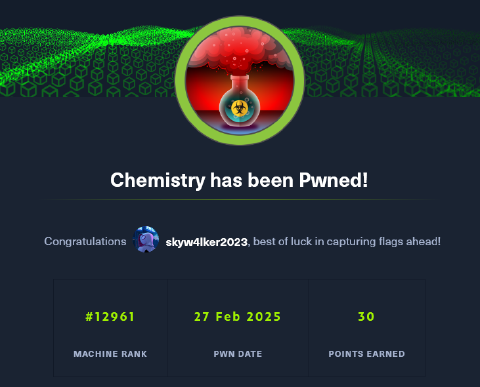 Chemistry has been Pwned!
Congratulations skyw4lker2023, best of luck in capturing flags ahead!
#12961 27 Feb 2025 30
MACHINE RANK PWN DATE POINTS EARNED